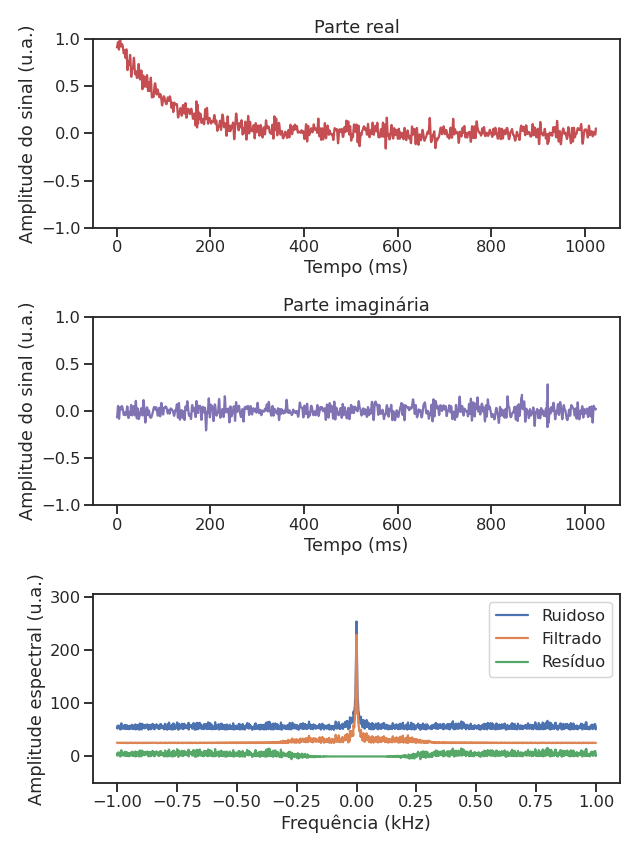 Parte real
Amplitude do sinal (u.a.)
1.0
0.5
0.0
−0.5
−1.0
0 200 400 600 800 1000
Tempo (ms)
Parte imaginária
Amplitude do sinal (u.a.)
1.0
0.5
0.0
−0.5
−1.0
0 200 400 600 800 1000
Tempo (ms)
Amplitude espectral (u.a.)
300
200
100
0
Ruidoso
Filtrado
Resíduo
−1.00 −0.75 −0.50 −0.25 0.00 0.25 0.50 0.75 1.00
Frequência (kHz)